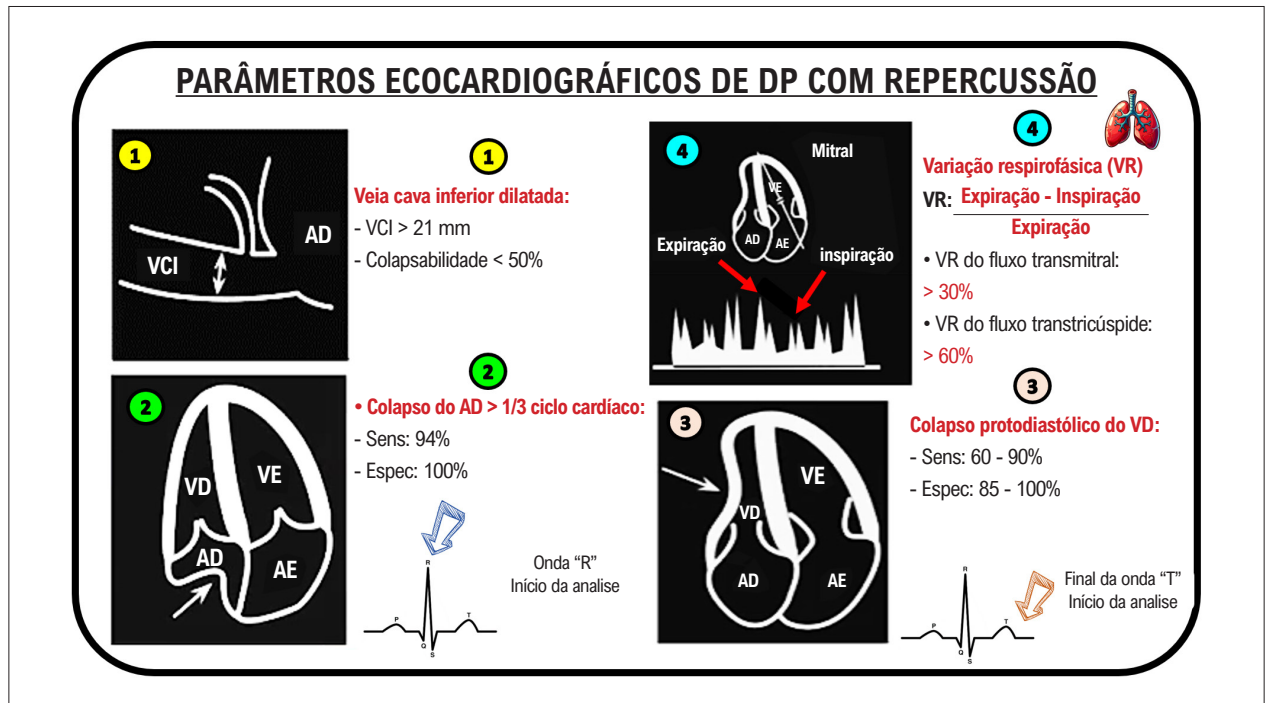 PARÂMETROS ECOCARDIOGRÁFICOS DE DP COM REPERCUSSÃO
1
VCI
AD
1
Veia cava inferior dilatada:
- VCI > 21 mm
- Colapsabilidade < 50%
2
VD
VE
AD
AE
2
• Colapso do AD > 1/3 ciclo cardíaco:
- Sens: 94%
- Espec: 100%
R
P
Q
S
T
Onda “R”
Início da analise
4
Mitral
VE
AD
AE
Expiração
inspiração
4
Variação respirofásica (VR)
VR: Expiração - Inspiração
Expiração
• VR do fluxo transmitral:
> 30%
• VR do fluxo transtricúspide:
> 60%
3
VE
VD
AD
AE
3
Colapso protodiastólico do VD:
- Sens: 60 - 90%
- Espec: 85 - 100%
R
P
Q
S
T
Final da onda “T”
Início da analise